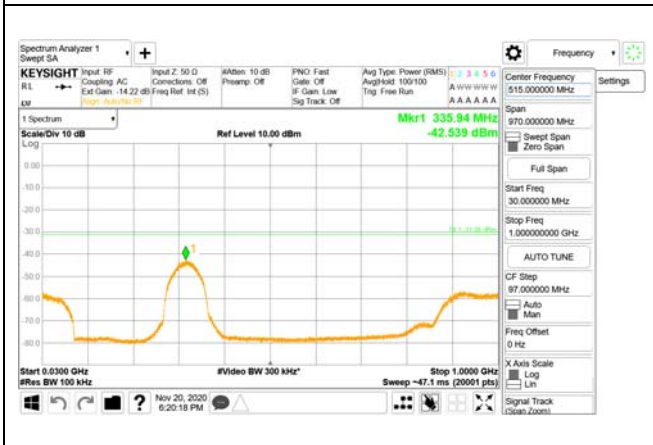 Spectrum Analyzer 1
Swept SA
Frequency
KEYSIGHT
RL
Input: RF
Coupling: AC
Ext Gain: -14.22 dB
Align: Auto/No RF
Input Z: 50 Ω
Corrections: Off
Freq Ref: Int (S)
#Atten: 10 dB
Preamp: Off
PNO: Fast
Gate: Off
IF Gain: Low
Sig Track: Off
Avg Type: Power (RMS)
Avg|Hold: 100/100
Trig: Free Run
1 2 3 4 5 6
A W W W W W
A A A A A A
Center Frequency
515.000000 MHz
Settings
Span
970.000000 MHz
Swept Span
Zero Span
Full Span
Start Freq
30.000000 MHz
Stop Freq
1.000000000 GHz
AUTO TUNE
CF Step
97.000000 MHz
Auto
Man
Freq Offset
0 Hz
X Axis Scale
Log
Lin
Signal Track
(Span Zoom)
1 Spectrum
Scale/Div 10 dB
Ref Level 10.00 dBm
Mkr1 335.94 MHz
-42.539 dBm
Log
0.00
-10.0
-20.0
-30.0
-40.0
-50.0
-60.0
-70.0
-80.0
1
Start 0.0300 GHz
#Res BW 100 kHz
#Video BW 300 kHz*
Stop 1.0000 GHz
Sweep ~47.1 ms (20001 pts)
Nov 20, 2020
6:20:18 PM